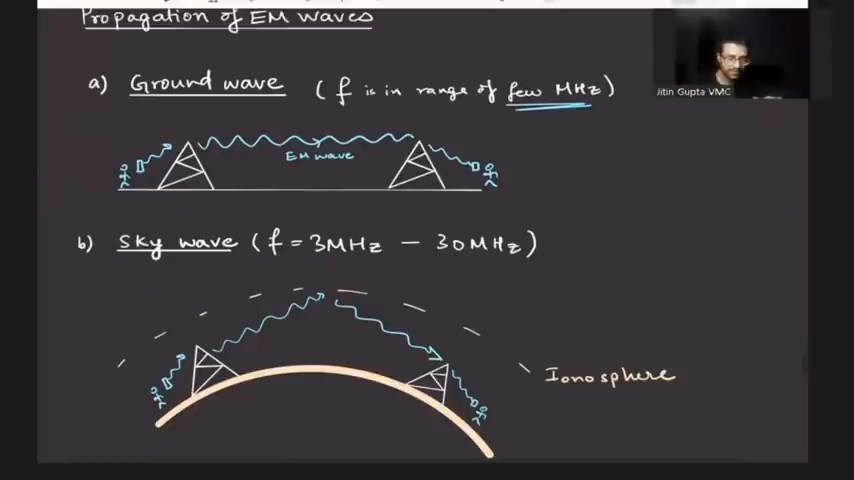 Propagation of EM waves
a) Ground wave (f is in range of few MHz)
Jitin Gupta VMC
EM wave
b) Sky wave (f = 3MHz - 30MHz)
Ionosphere